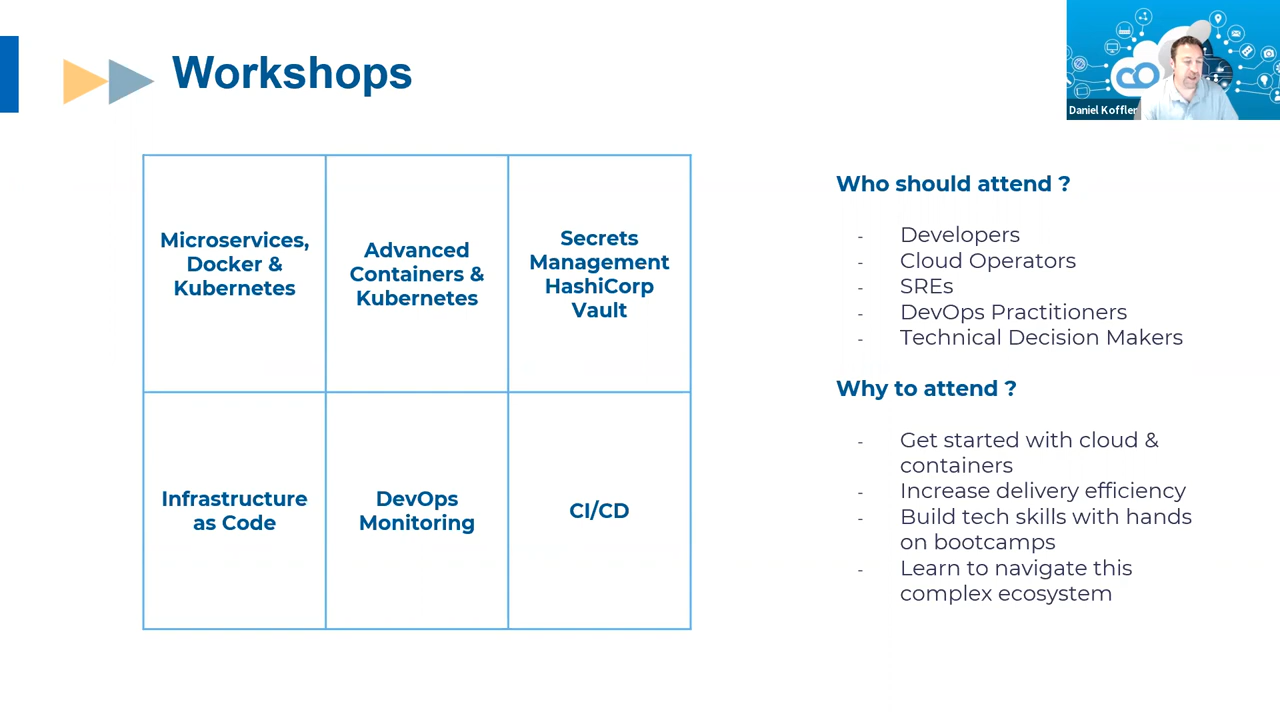 Workshops
Daniel Koffler
Microservices,
Docker &
Kubernetes
Advanced
Containers &
Kubernetes
Secrets
Management
HashiCorp
Vault
Infrastructure
as Code
DevOps
Monitoring
CI/CD
Who should attend ?
- Developers
- Cloud Operators
- SREs
- DevOps Practitioners
- Technical Decision Makers
Why to attend ?
- Get started with cloud &
containers
- Increase delivery efficiency
- Build tech skills with hands
on bootcamps
- Learn to navigate this
complex ecosystem